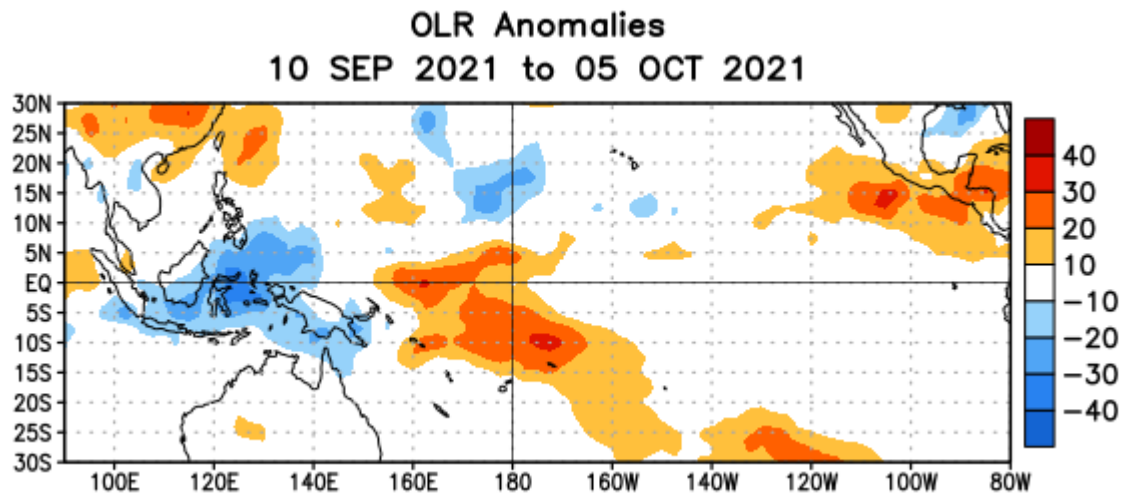 OLR Anomalies
10 SEP 2021 to 05 OCT 2021
30N
25N
20N
15N
10N
5N
EQ
5S
10S
15S
20S
25S
30S
100E 120E 140E 160E 180 160W 140W 120W 100W 80W
40
30
20
10
-10
-20
-30
-40